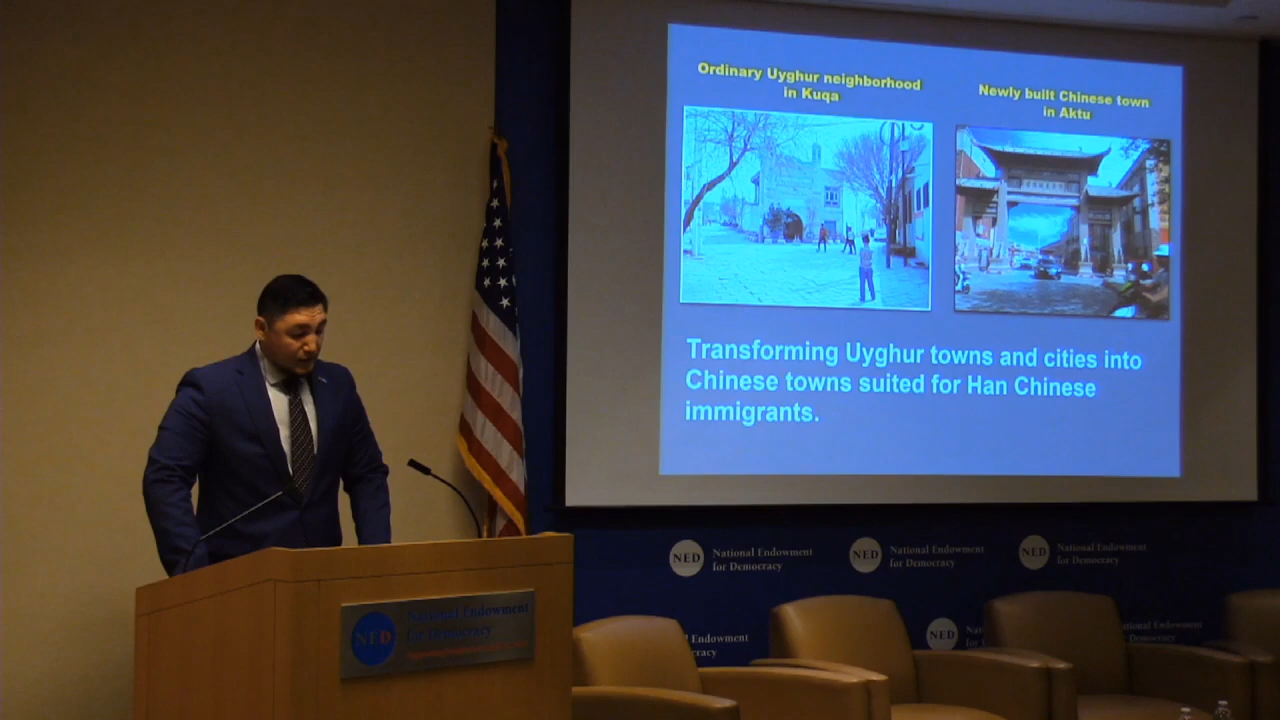 Ordinary Uyghur neighborhood
in Kuqa
Newly built Chinese town
in Aktu
Transforming Uyghur towns and cities into
Chinese towns suited for Han Chinese
immigrants.
NED
National Endowment
for Democracy
NED
National Endowment
for Democracy
NED
National Endowment
for Democracy
NED
National Endowment
for Democracy
Endowment
NED